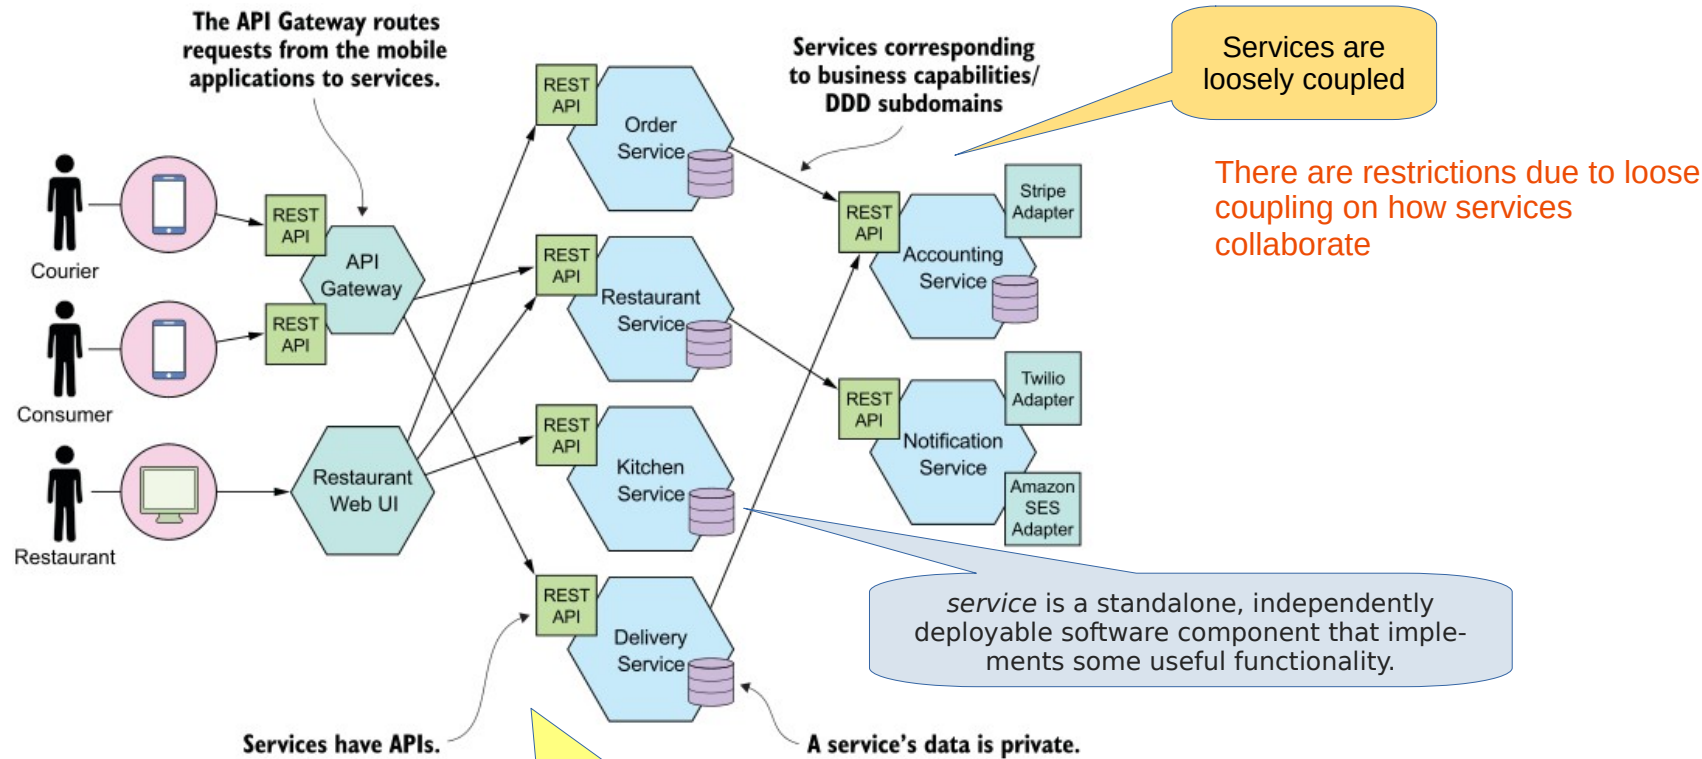 The API Gateway routes
requests from the mobile
applications to services.
Services corresponding
to business capabilities/
DDD subdomains
Services are
loosely coupled
There are restrictions due to loose
coupling on how services
collaborate
REST
API
Order
Service
Courier
REST
API
API
Gateway
REST
API
Consumer
REST
API
Restaurant
Service
REST
API
Accounting
Service
Stripe
Adapter
Restaurant
Restaurant
Web UI
REST
API
Kitchen
Service
REST
API
Notification
Service
Twilio
Adapter
Amazon
SES
Adapter
service is a standalone, independently
deployable software component that imple-
ments some useful functionality.
REST
API
Delivery
Service
Services have APIs.
A service's data is private.